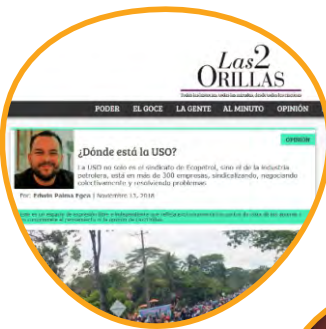 Las2
ORILLAS
PODER EL GOCE LA GENTE AL MINUTO OPINIÓN
OPINIÓN
¿Dónde está la USO?
La USO no solo es el sindicato de Ecopetrol, sino el de la industria
petrolera, está en más de 300 empresas, sindicalizando, negociando
colectivamente y resolviendo problemas
Por: Edwin Palma Egea | Noviembre 13, 2018